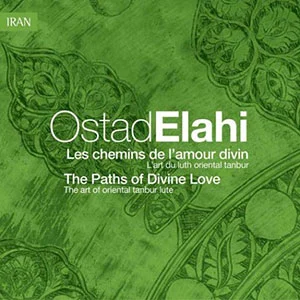 IRAN
OstadElahi
Les chemins de l'amour divin
L'art du luth oriental tanbur
The Paths of Divine Love
The art of oriental tanbur lute